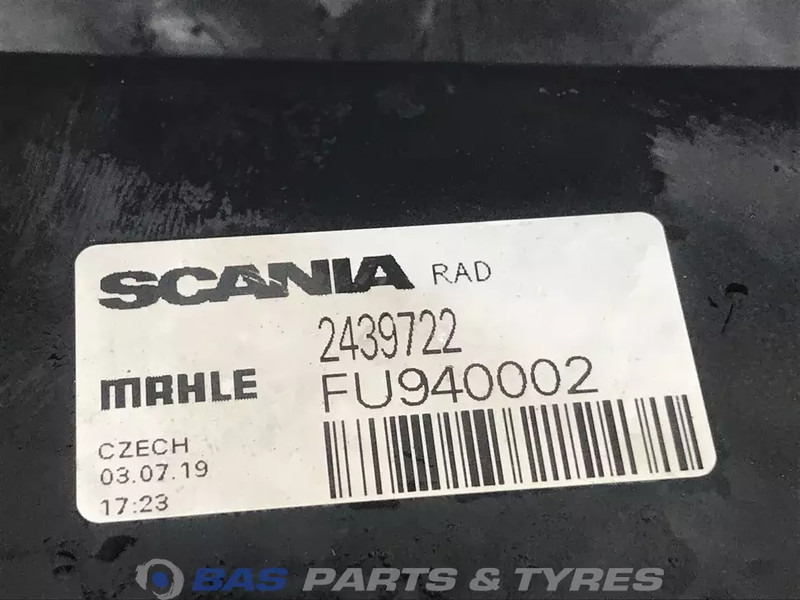 SCANIA RAD
2439722
MAHLE FU940002
CZECH
03.07.19
17:23
BAS PARTS & TYRES